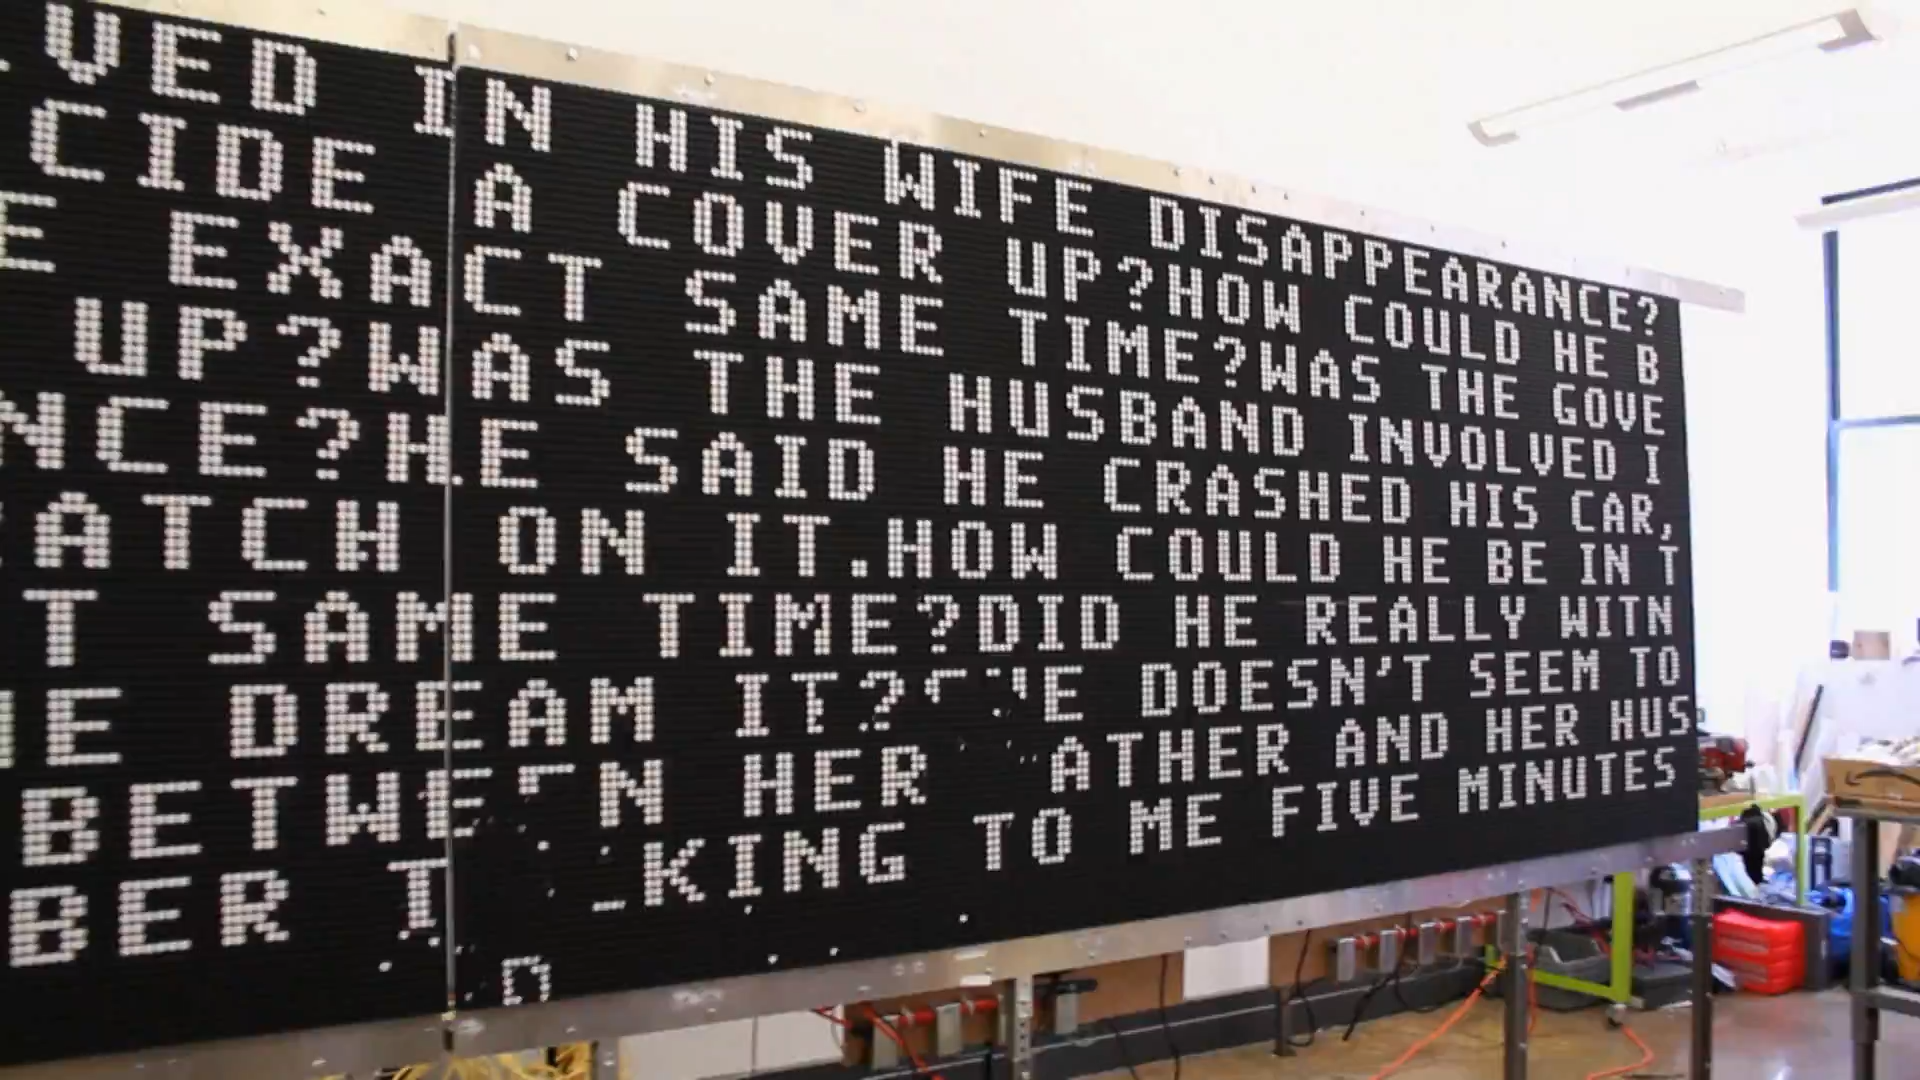 VED IN HIS WIFE DISAPPEARANCE?
CIDE A COVER UP?HOW COULD HE B
E EXACT SAME TIME?WAS THE GOVE
UP?WAS THE HUSBAND INVOLVED I
NCE?HE SAID HE CRASHED HIS CAR,
ATCH ON IT.HOW COULD HE BE IN T
T SAME TIME?DID HE REALLY WITN
E DREAM IT? E DOESN'T SEEM TO
BETWEEN HER ATHER AND HER HUS
BER T KING TO ME FIVE MINUTES